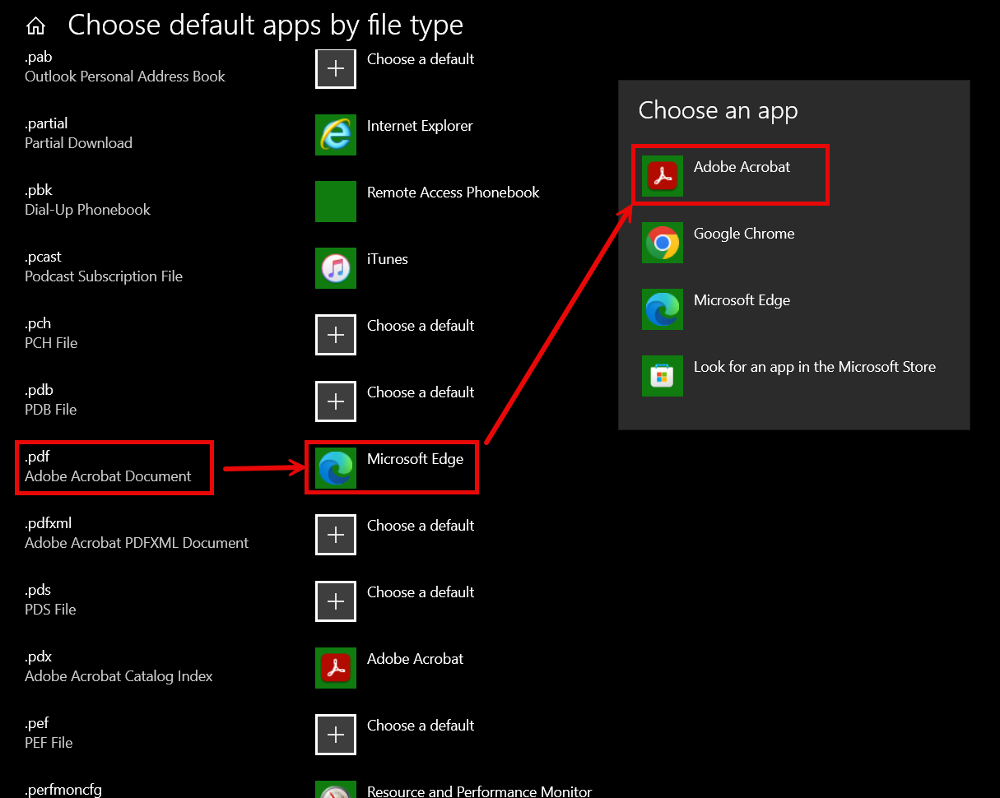 Choose default apps by file type
.pab
Outlook Personal Address Book
Choose a default
.partial
Partial Download
Internet Explorer
.pbk
Dial-Up Phonebook
Remote Access Phonebook
.pcast
Podcast Subscription File
iTunes
.pch
PCH File
Choose a default
.pdb
PDB File
Choose a default
.pdf
Adobe Acrobat Document
Microsoft Edge
.pdfxml
Adobe Acrobat PDFXML Document
Choose a default
.pds
PDS File
Choose a default
.pdx
Adobe Acrobat Catalog Index
Adobe Acrobat
.pef
PEF File
Choose a default
.perfmoncfg
Resource and Performance Monitor
Choose an app
Adobe Acrobat
Google Chrome
Microsoft Edge
Look for an app in the Microsoft Store